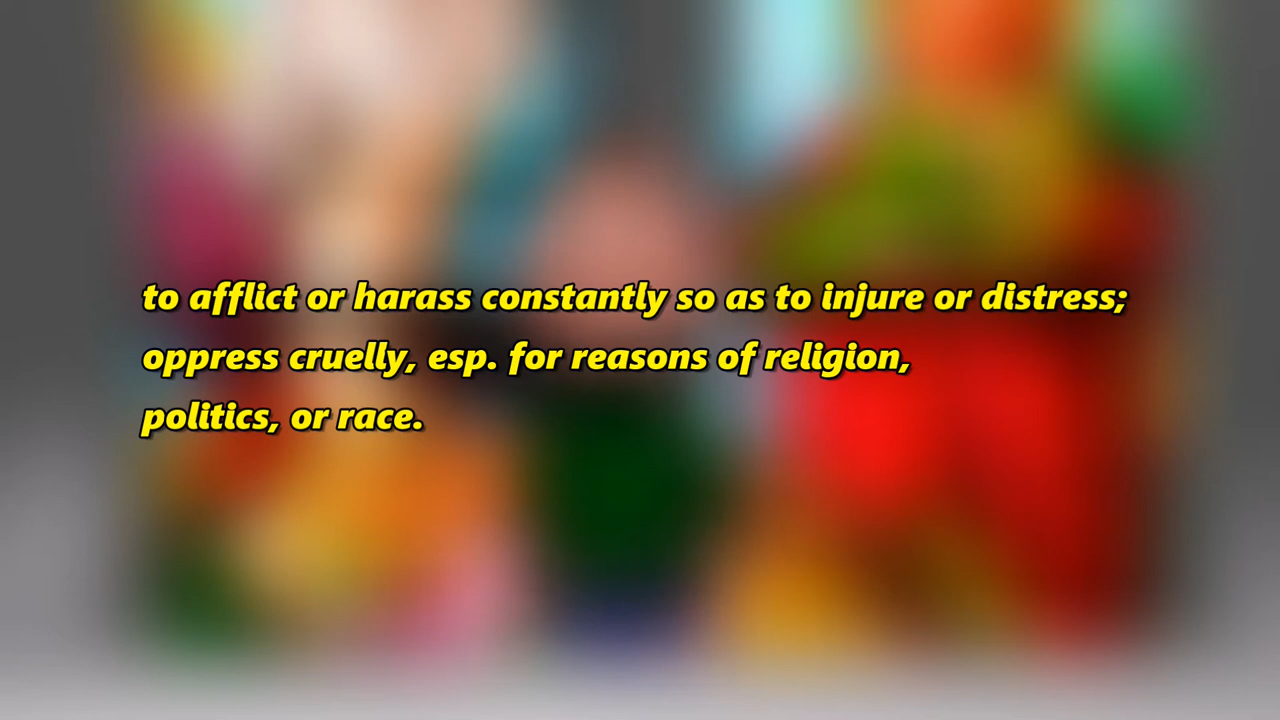 to afflict or harass constantly so as to injure or distress;
oppress cruelly, esp. for reasons of religion,
politics, or race.